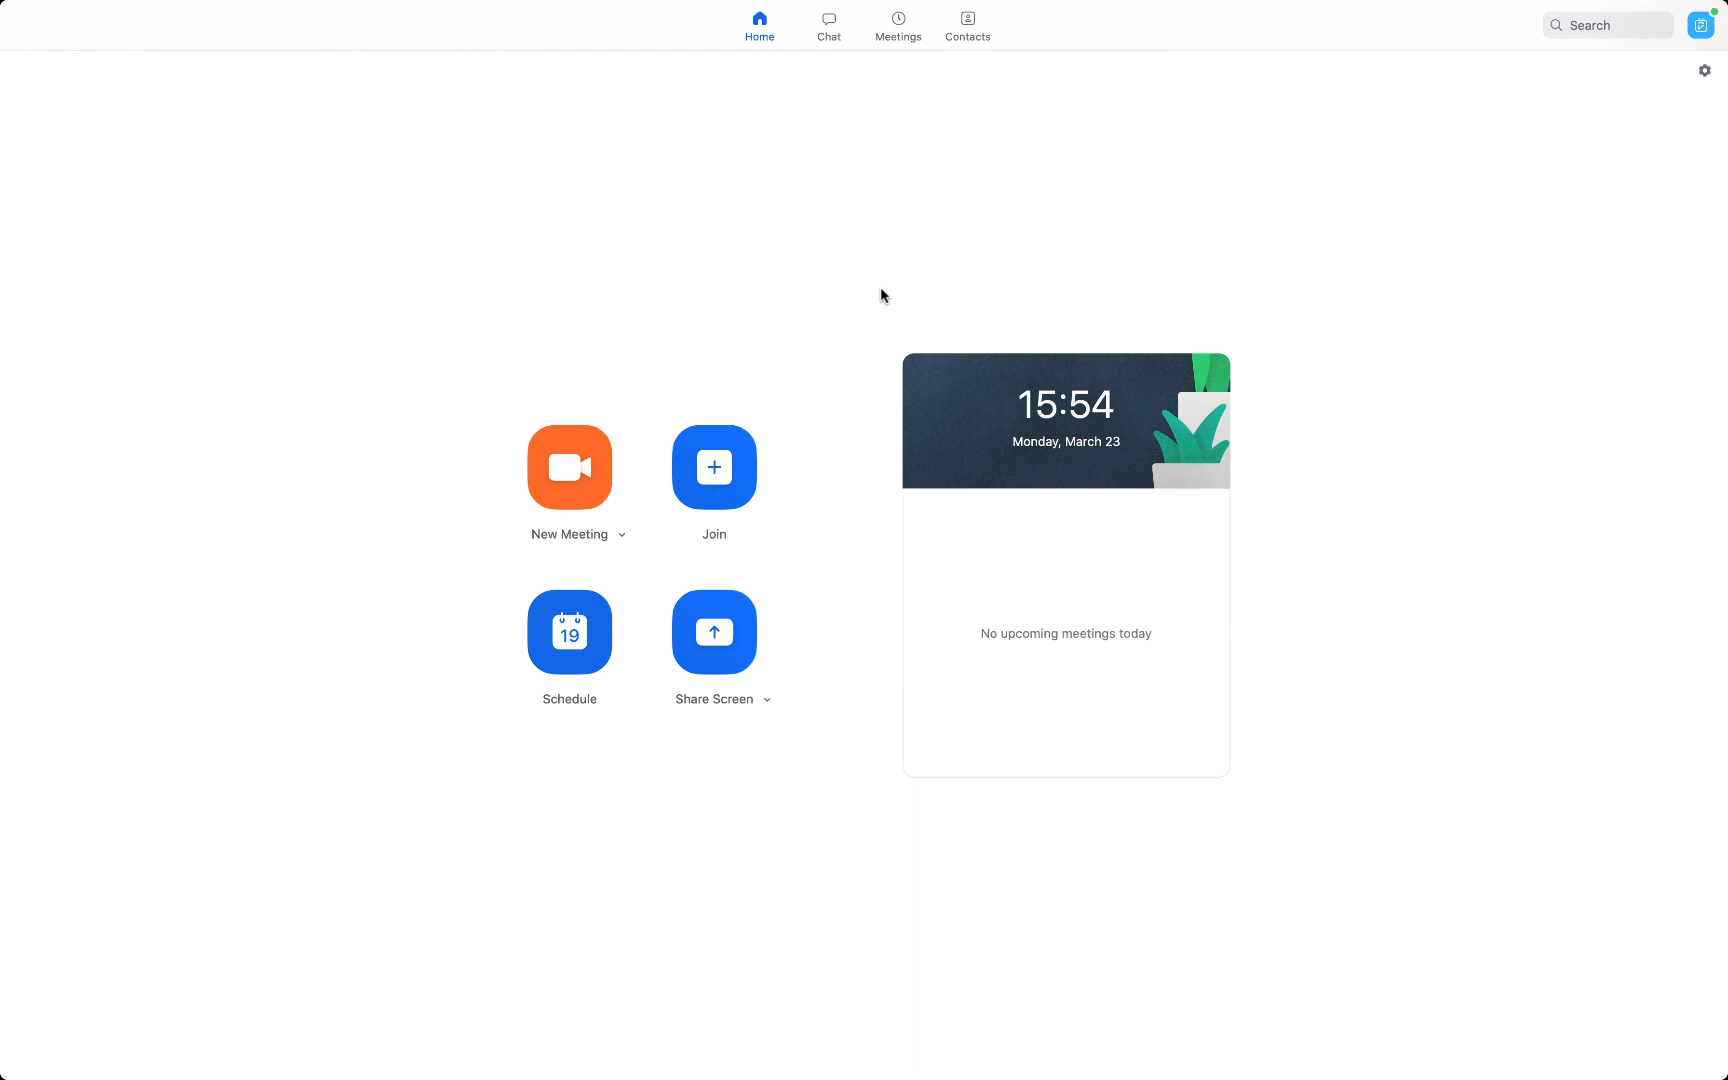 Home
Chat
Meetings
Contacts
Search
15:54
Monday, March 23
New Meeting
Join
19
Schedule
Share Screen
No upcoming meetings today